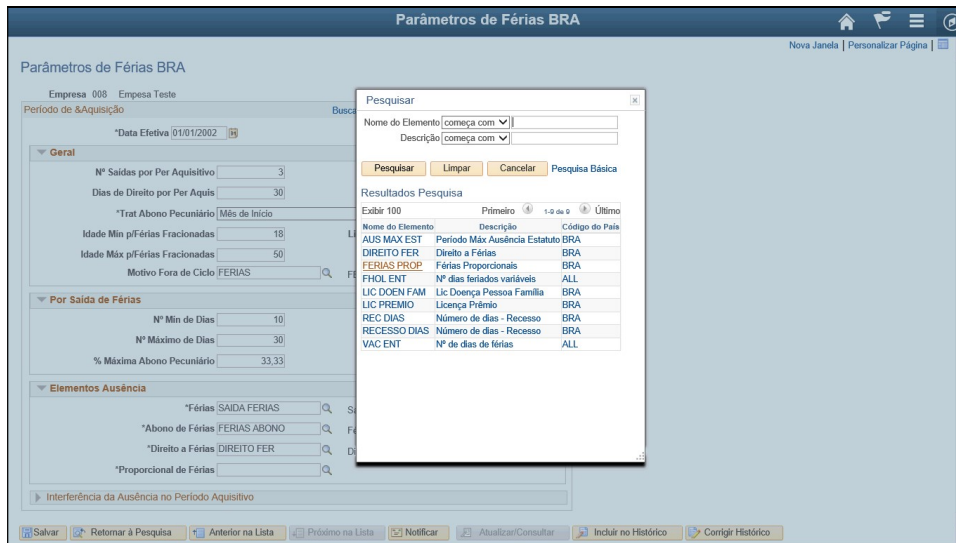 Parâmetros de Férias BRA
Nova Janela | Personalizar Página |
Parâmetros de Férias BRA
Empresa 008 Empesa Teste
Período de &Aquisição Busca
*Data Efetiva 01/01/2002
Geral
Nº Saídas por Per Aquisitivo 3
Dias de Direito por Per Aquis 30
*Trat Abono Pecuniário Mês de Início
Idade Min p/Férias Fracionadas 18
Idade Máx p/Férias Fracionadas 50
Motivo Fora de Ciclo FERIAS
Por Saída de Férias
Nº Mín de Dias 10
Nº Máximo de Dias 30
% Máxima Abono Pecuniário 33,33
Elementos Ausência
*Férias SAIDA FERIAS
*Abono de Férias FERIAS ABONO
*Direito a Férias DIREITO FER
*Proporcional de Férias
Interferência da Ausência no Período Aquisitivo
Pesquisar
Nome do Elemento começa com
Descrição começa com
Pesquisar Limpar Cancelar Pesquisa Básica
Resultados Pesquisa
Exibir 100 Primeiro 1-9 de 9 Último
Nome do Elemento Descrição Código do País
AUS MAX EST Período Máx Ausência Estatuto BRA
DIREITO FER Direito a Férias BRA
FERIAS PROP Férias Proporcionais BRA
FHOL ENT Nº dias feriados variáveis ALL
LIC DOEN FAM Lic Doença Pessoa Família BRA
LIC PREMIO Licença Prêmio BRA
REC DIAS Número de dias - Recesso BRA
RECESSO DIAS Número de dias - Recesso BRA
VAC ENT Nº de dias de férias ALL
Salvar Retornar à Pesquisa Anterior na Lista Próximo na Lista Notificar Atualizar/Consultar Incluir no Histórico Corrigir Histórico